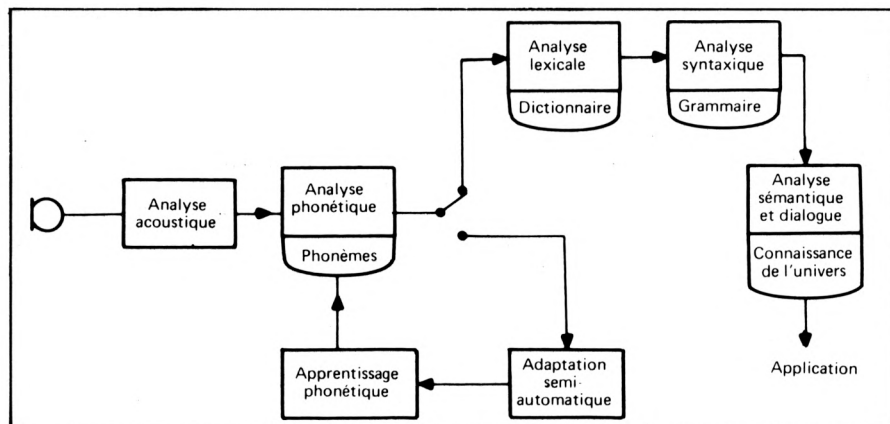 Analyse
acoustique
Analyse
phonétique
Phonèmes
Analyse
lexicale
Dictionnaire
Analyse
syntaxique
Grammaire
Analyse
sémantique
et dialogue
Connaissance
de l'univers
Application
Adaptation
semi-
automatique
Apprentissage
phonétique